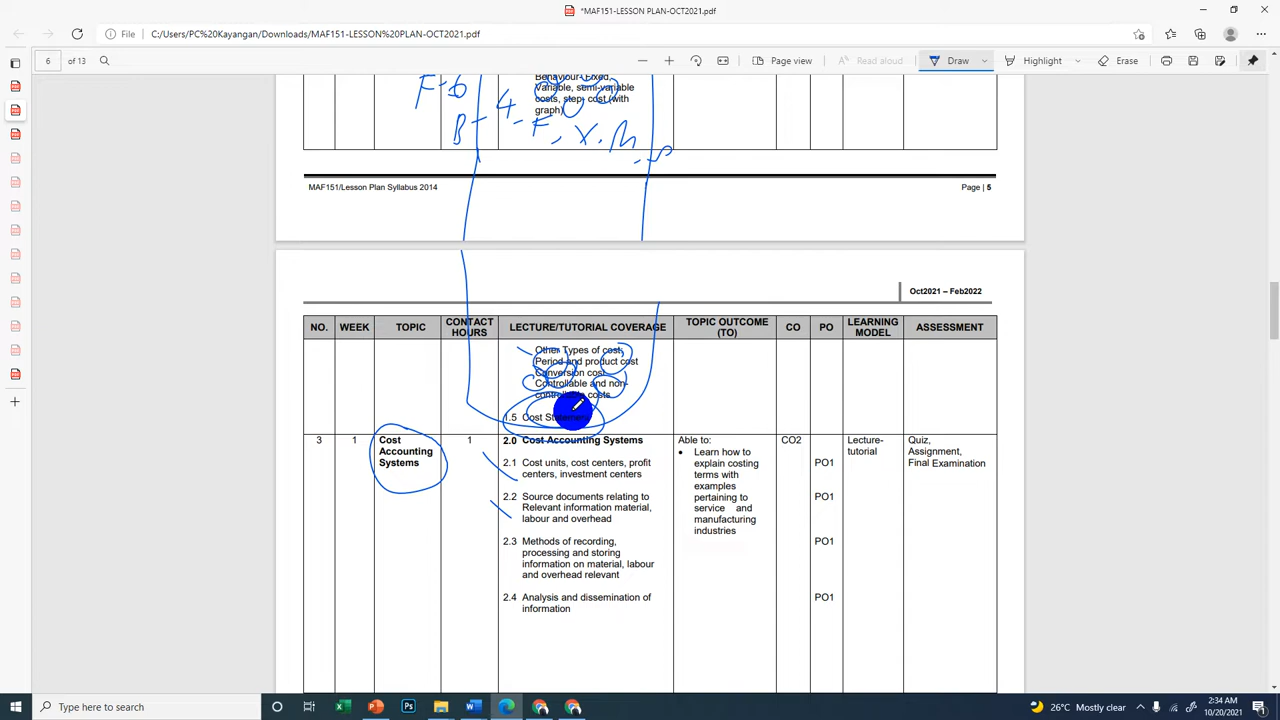 *MAF151-LESSON PLAN-OCT2021.pdf
File
C:/Users/PC%20Kayangan/Downloads/MAF151-LESSON%20PLAN-OCT2021.pdf
6 of 13
Page view
Read aloud
Draw
Highlight
Erase
F-6
B-4-F, X.M.
Behaviour- Fixed,
Variable, semi-variable
costs, step- cost (with
graph)
MAF151/Lesson Plan Syllabus 2014
Page | 5
Oct2021 – Feb2022
NO. WEEK TOPIC CONTACT HOURS LECTURE/TUTORIAL COVERAGE TOPIC OUTCOME (TO) CO PO LEARNING MODEL ASSESSMENT
Other Types of cost:
Period and product cost
Conversion cost
Controllable and non-
controllable costs
1.5 Cost Statement
3
1
Cost
Accounting
Systems
1
2.0 Cost Accounting Systems
2.1 Cost units, cost centers, profit
centers, investment centers
2.2 Source documents relating to
Relevant information material,
labour and overhead
2.3 Methods of recording,
processing and storing
information on material, labour
and overhead relevant
2.4 Analysis and dissemination of
information
Able to:
• Learn how to
explain costing
terms with
examples
pertaining to
service and
manufacturing
industries
CO2
PO1
PO1
PO1
PO1
Lecture-
tutorial
Quiz,
Assignment,
Final Examination
Type here to search
26°C Mostly clear
2:34 AM
10/20/2021